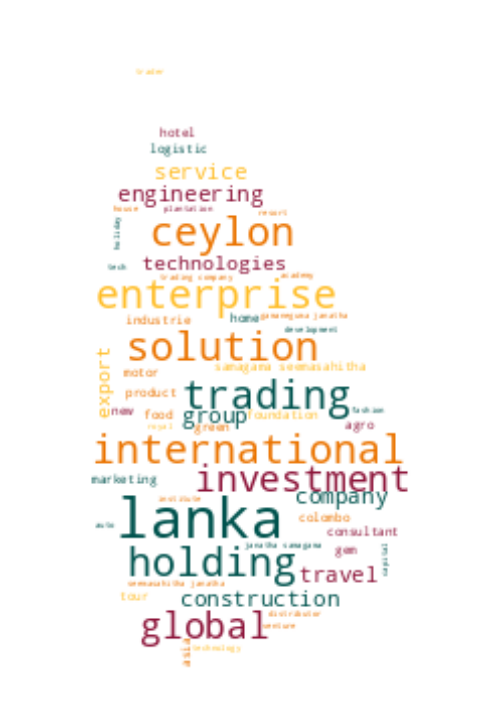 trader
hotel
logistic
service
engineering
house plantation
resort
holiday
ceylon
tech technologies
trading company academy
enterprise
industrie home gamameguna janatha
development
solution
export
samagama seemasahitha
motor
product trading
new food group foundation fashion
royal green agro
international
marketing investment
institute company
lanka
auto colombo
consultant
janatha samagama
holding gem
capital
travel
seemasahitha janatha
tour construction
distributor
global venture
asia technology